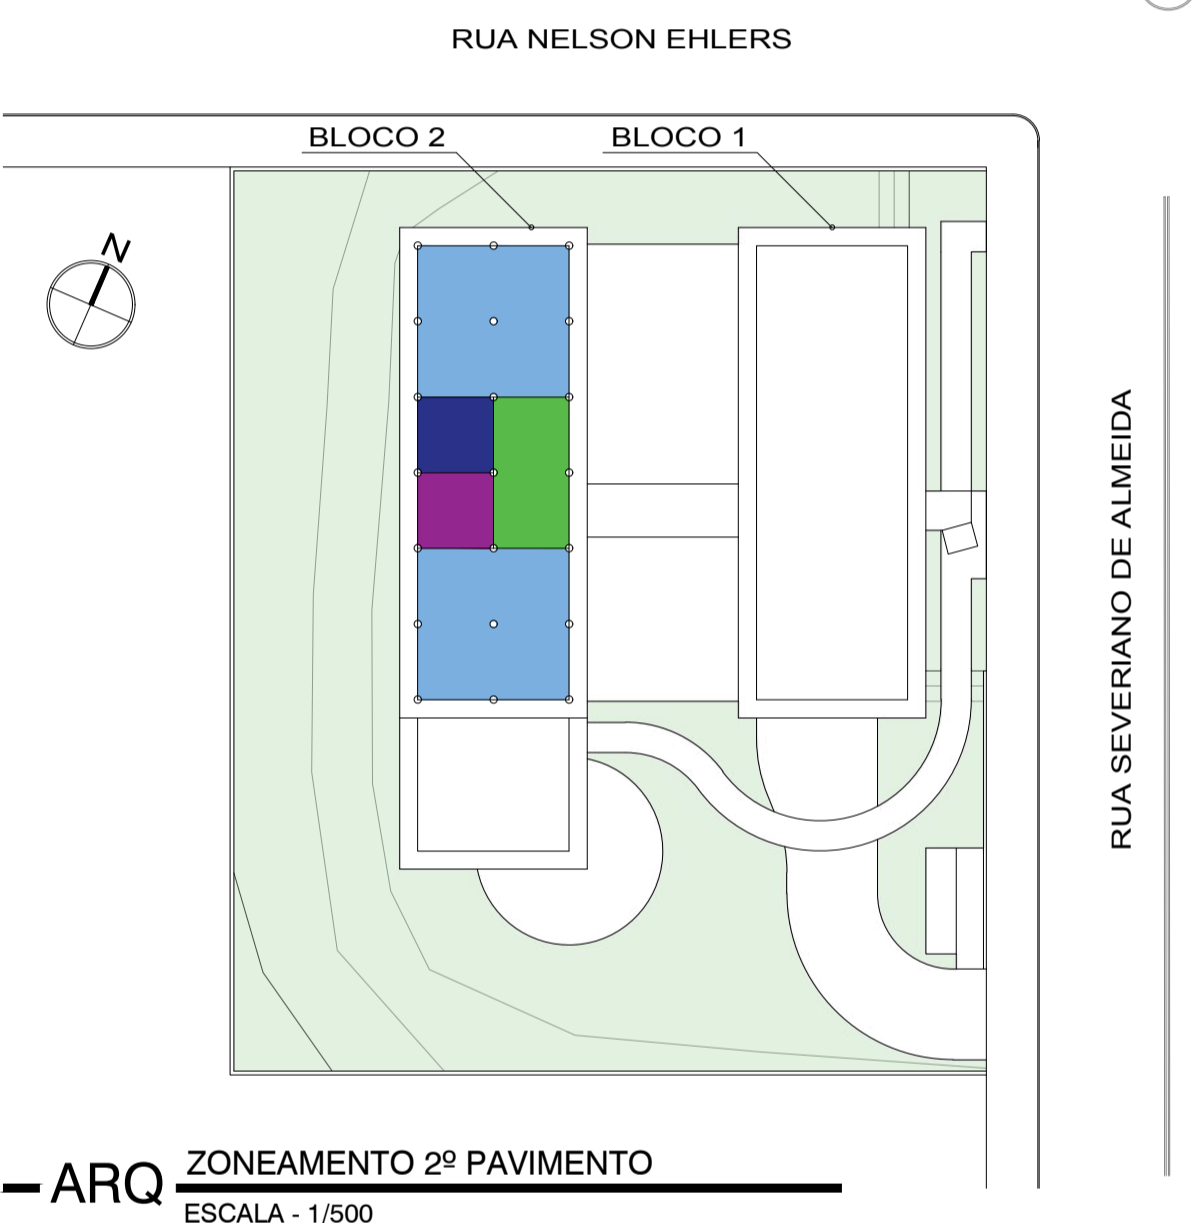 RUA NELSON EHLERS
BLOCO 2
BLOCO 1
N
RUA SEVERIANO DE ALMEIDA
ARQ
ZONEAMENTO 2º PAVIMENTO
ESCALA - 1/500